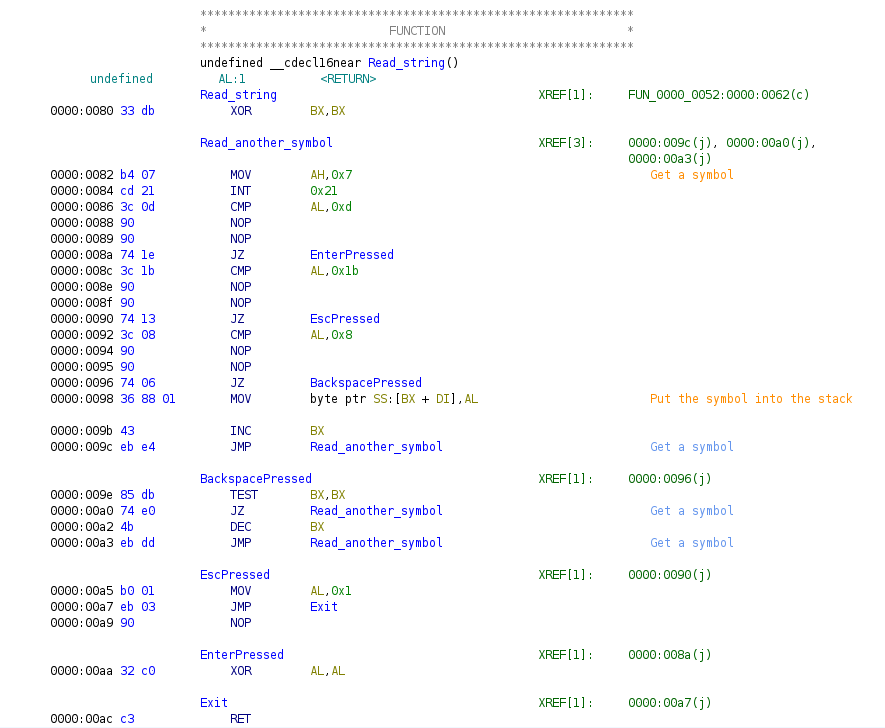 **************************************************************
* FUNCTION *
**************************************************************
undefined __cdecl16near Read_string()
undefined AL:1 <RETURN>
Read_string XREF[1]: FUN_0000_0052:0000:0062(c)
0000:0080 33 db XOR BX,BX
Read_another_symbol XREF[3]: 0000:009c(j), 0000:00a0(j),
0000:00a3(j)
0000:0082 b4 07 MOV AH,0x7 Get a symbol
0000:0084 cd 21 INT 0x21
0000:0086 3c 0d CMP AL,0xd
0000:0088 90 NOP
0000:0089 90 NOP
0000:008a 74 1e JZ EnterPressed
0000:008c 3c 1b CMP AL,0x1b
0000:008e 90 NOP
0000:008f 90 NOP
0000:0090 74 13 JZ EscPressed
0000:0092 3c 08 CMP AL,0x8
0000:0094 90 NOP
0000:0095 90 NOP
0000:0096 74 06 JZ BackspacePressed
0000:0098 36 88 01 MOV byte ptr SS:[BX + DI],AL Put the symbol into the stack
0000:009b 43 INC BX
0000:009c eb e4 JMP Read_another_symbol Get a symbol
BackspacePressed XREF[1]: 0000:0096(j)
0000:009e 85 db TEST BX,BX
0000:00a0 74 e0 JZ Read_another_symbol Get a symbol
0000:00a2 4b DEC BX
0000:00a3 eb dd JMP Read_another_symbol Get a symbol
EscPressed XREF[1]: 0000:0090(j)
0000:00a5 b0 01 MOV AL,0x1
0000:00a7 eb 03 JMP Exit
0000:00a9 90 NOP
EnterPressed XREF[1]: 0000:008a(j)
0000:00aa 32 c0 XOR AL,AL
Exit XREF[1]: 0000:00a7(j)
0000:00ac c3 RET